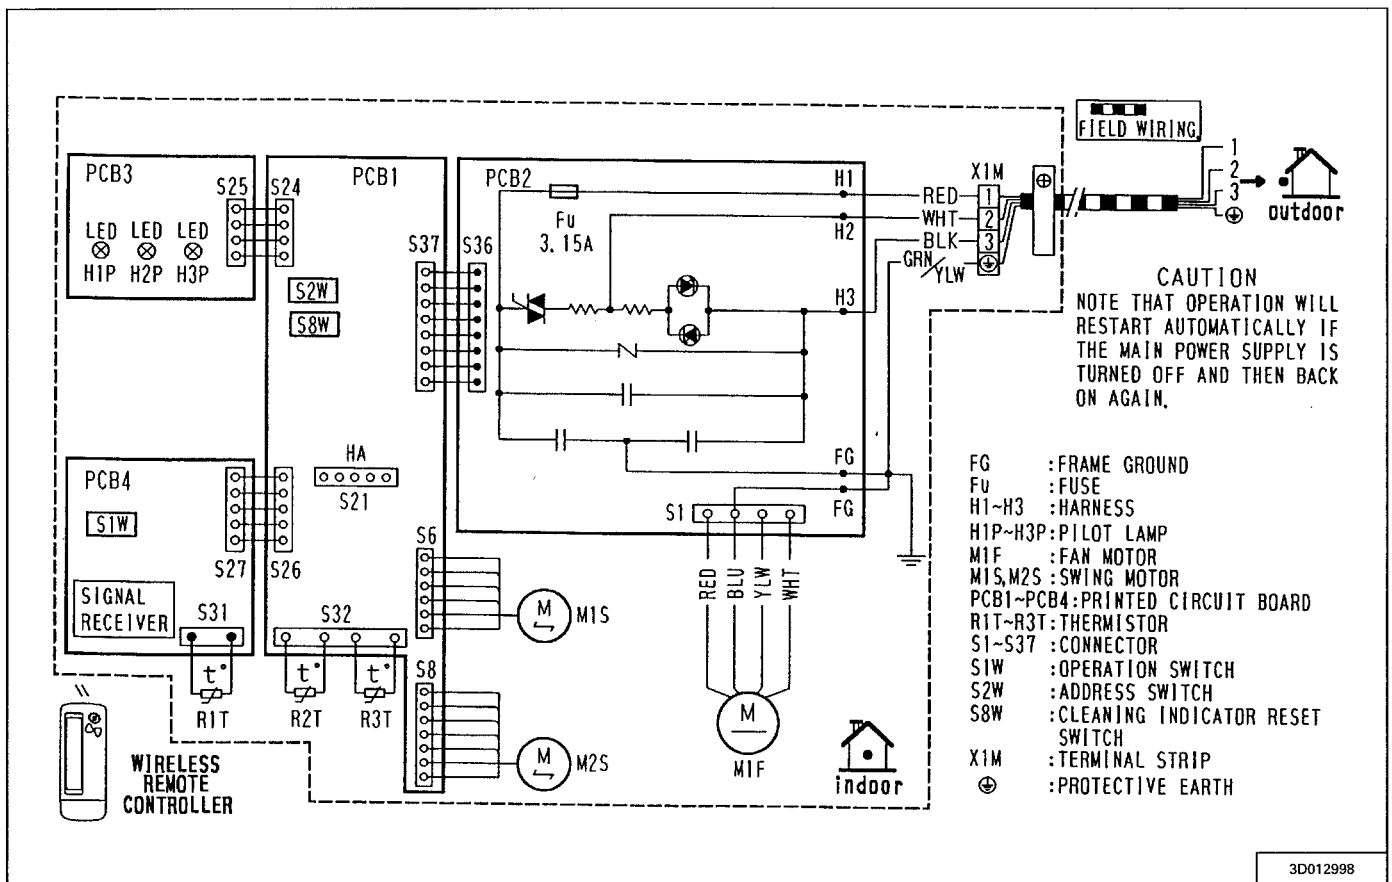 FIELD WIRING
1
2
3
outdoor
PCB3
S25
S24
PCB1
PCB2
H1
X1M
LED LED LED
H1P H2P H3P
Fu
3.15A
H2
RED
1
WHT
2
BLK
3
GRN/YLW
S37
S36
S2W
S8W
H3
CAUTION
NOTE THAT OPERATION WILL
RESTART AUTOMATICALLY IF
THE MAIN POWER SUPPLY IS
TURNED OFF AND THEN BACK
ON AGAIN.
PCB4
S1W
HA
S21
FG
FG
S1
S27
S26
S6
RED
BLU
YLW
WHT
SIGNAL
RECEIVER
S31
S32
M
M1S
t°
t°
t°
R1T
R2T
R3T
S8
M
M2S
M
M1F
WIRELESS
REMOTE
CONTROLLER
indoor
FG :FRAME GROUND
Fu :FUSE
H1~H3 :HARNESS
H1P~H3P:PILOT LAMP
M1F :FAN MOTOR
M1S,M2S :SWING MOTOR
PCB1~PCB4:PRINTED CIRCUIT BOARD
R1T~R3T:THERMISTOR
S1~S37 :CONNECTOR
S1W :OPERATION SWITCH
S2W :ADDRESS SWITCH
S8W :CLEANING INDICATOR RESET
SWITCH
X1M :TERMINAL STRIP
:PROTECTIVE EARTH
3D012998